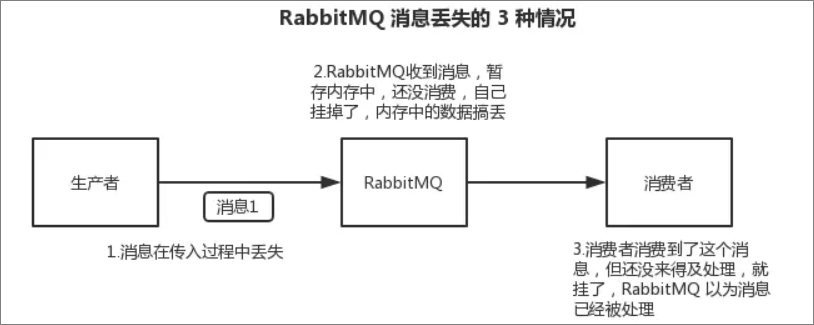 RabbitMQ 消息丢失的 3 种情况
2.RabbitMQ收到消息，暂
存内存中，还没消费，自己
挂掉了，内存中的数据搞丢
生产者
消息1
RabbitMQ
消费者
1.消息在传入过程中丢失
3.消费者消费到了这个消
息，但还没来得及处理，就
挂了，RabbitMQ 以为消息
已经被处理